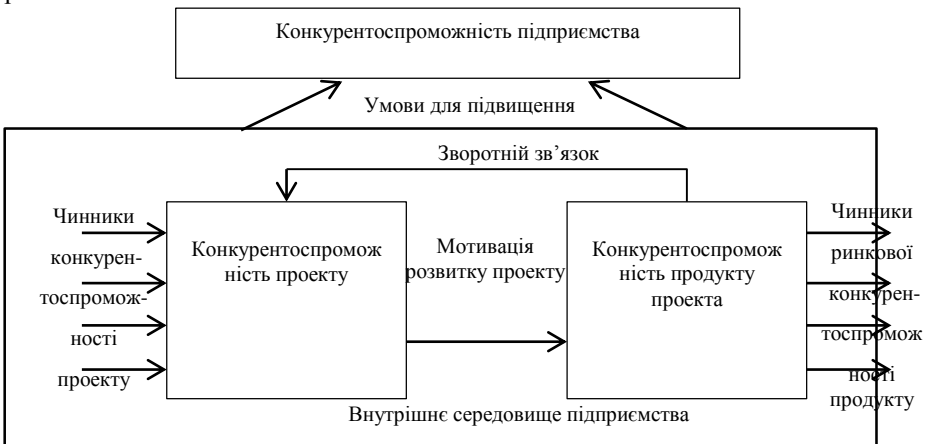 Конкурентоспроможність підприємства
Умови для підвищення
Зворотній зв’язок
Чинники
конкурен-
тоспромож-
ності
проекту
Конкурентоспромож
ність проекту
Мотивація
розвитку проекту
Конкурентоспромож
ність продукту
проекта
Чинники
ринкової
конкурен-
тоспромож
ності
продукту
Внутрішнє середовище підприємства